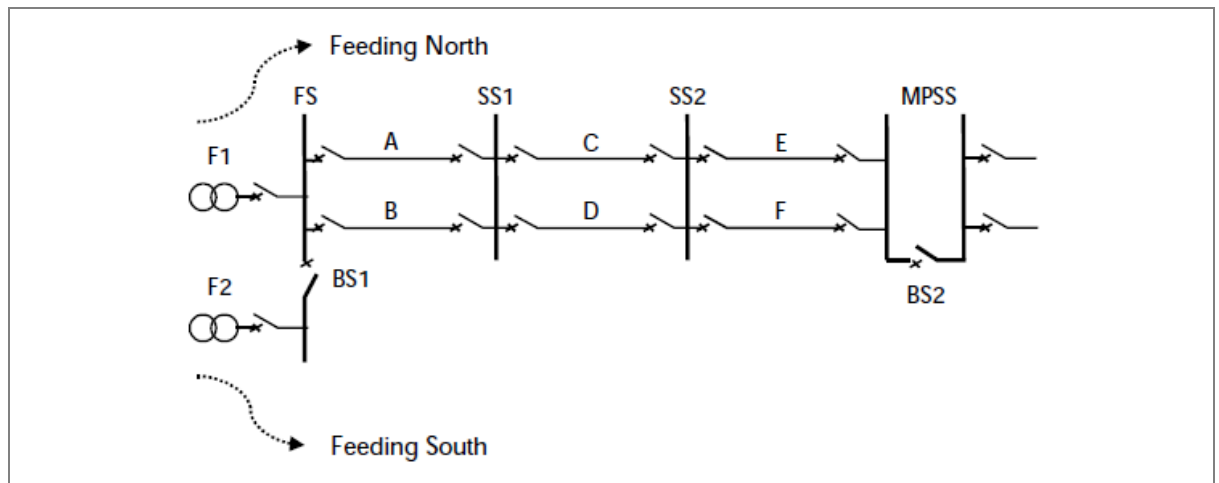 Feeding North
FS SS1 SS2 MPSS
A C E
F1
B D F
F2 BS1 BS2
Feeding South